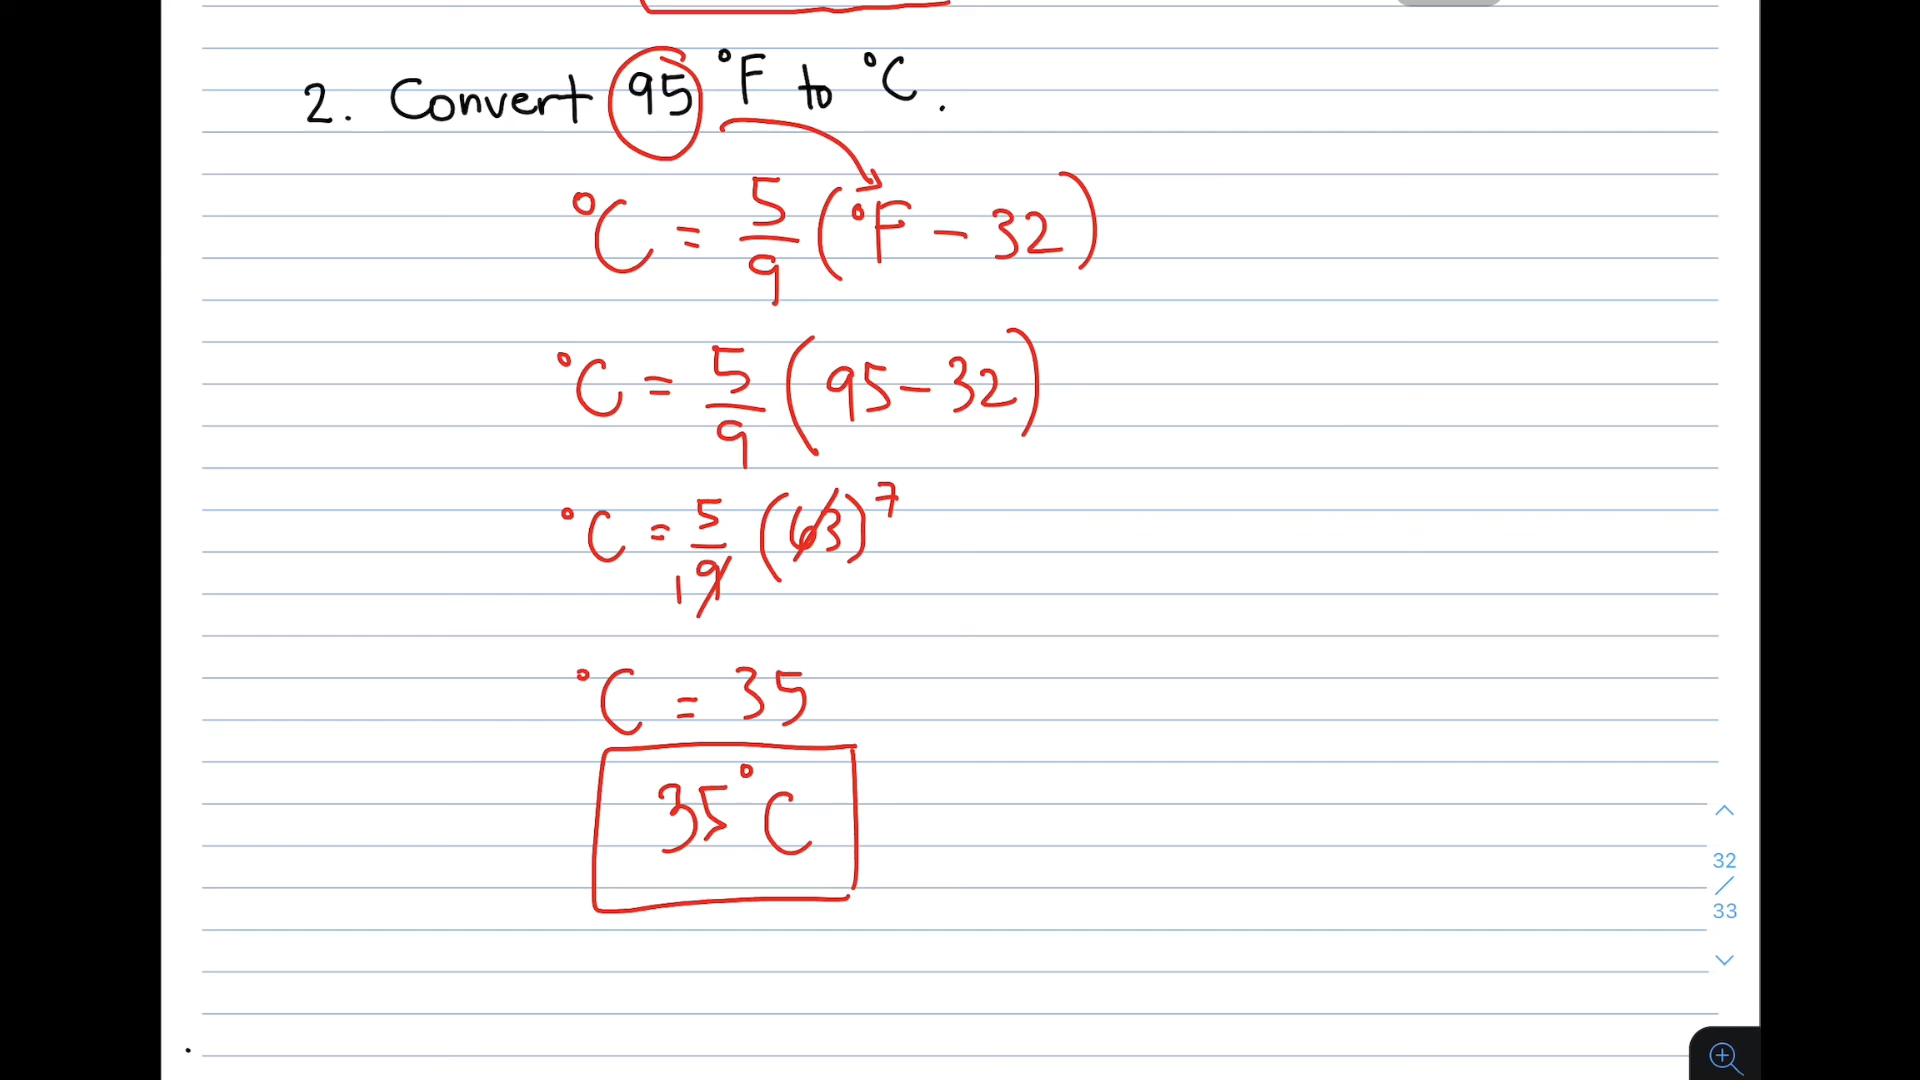 2. Convert 95 °F to °C.
°C = 5/9 (°F - 32)
°C = 5/9 (95 - 32)
°C = 5/9 (63) 7
1
°C = 35
35°C
32
/
33